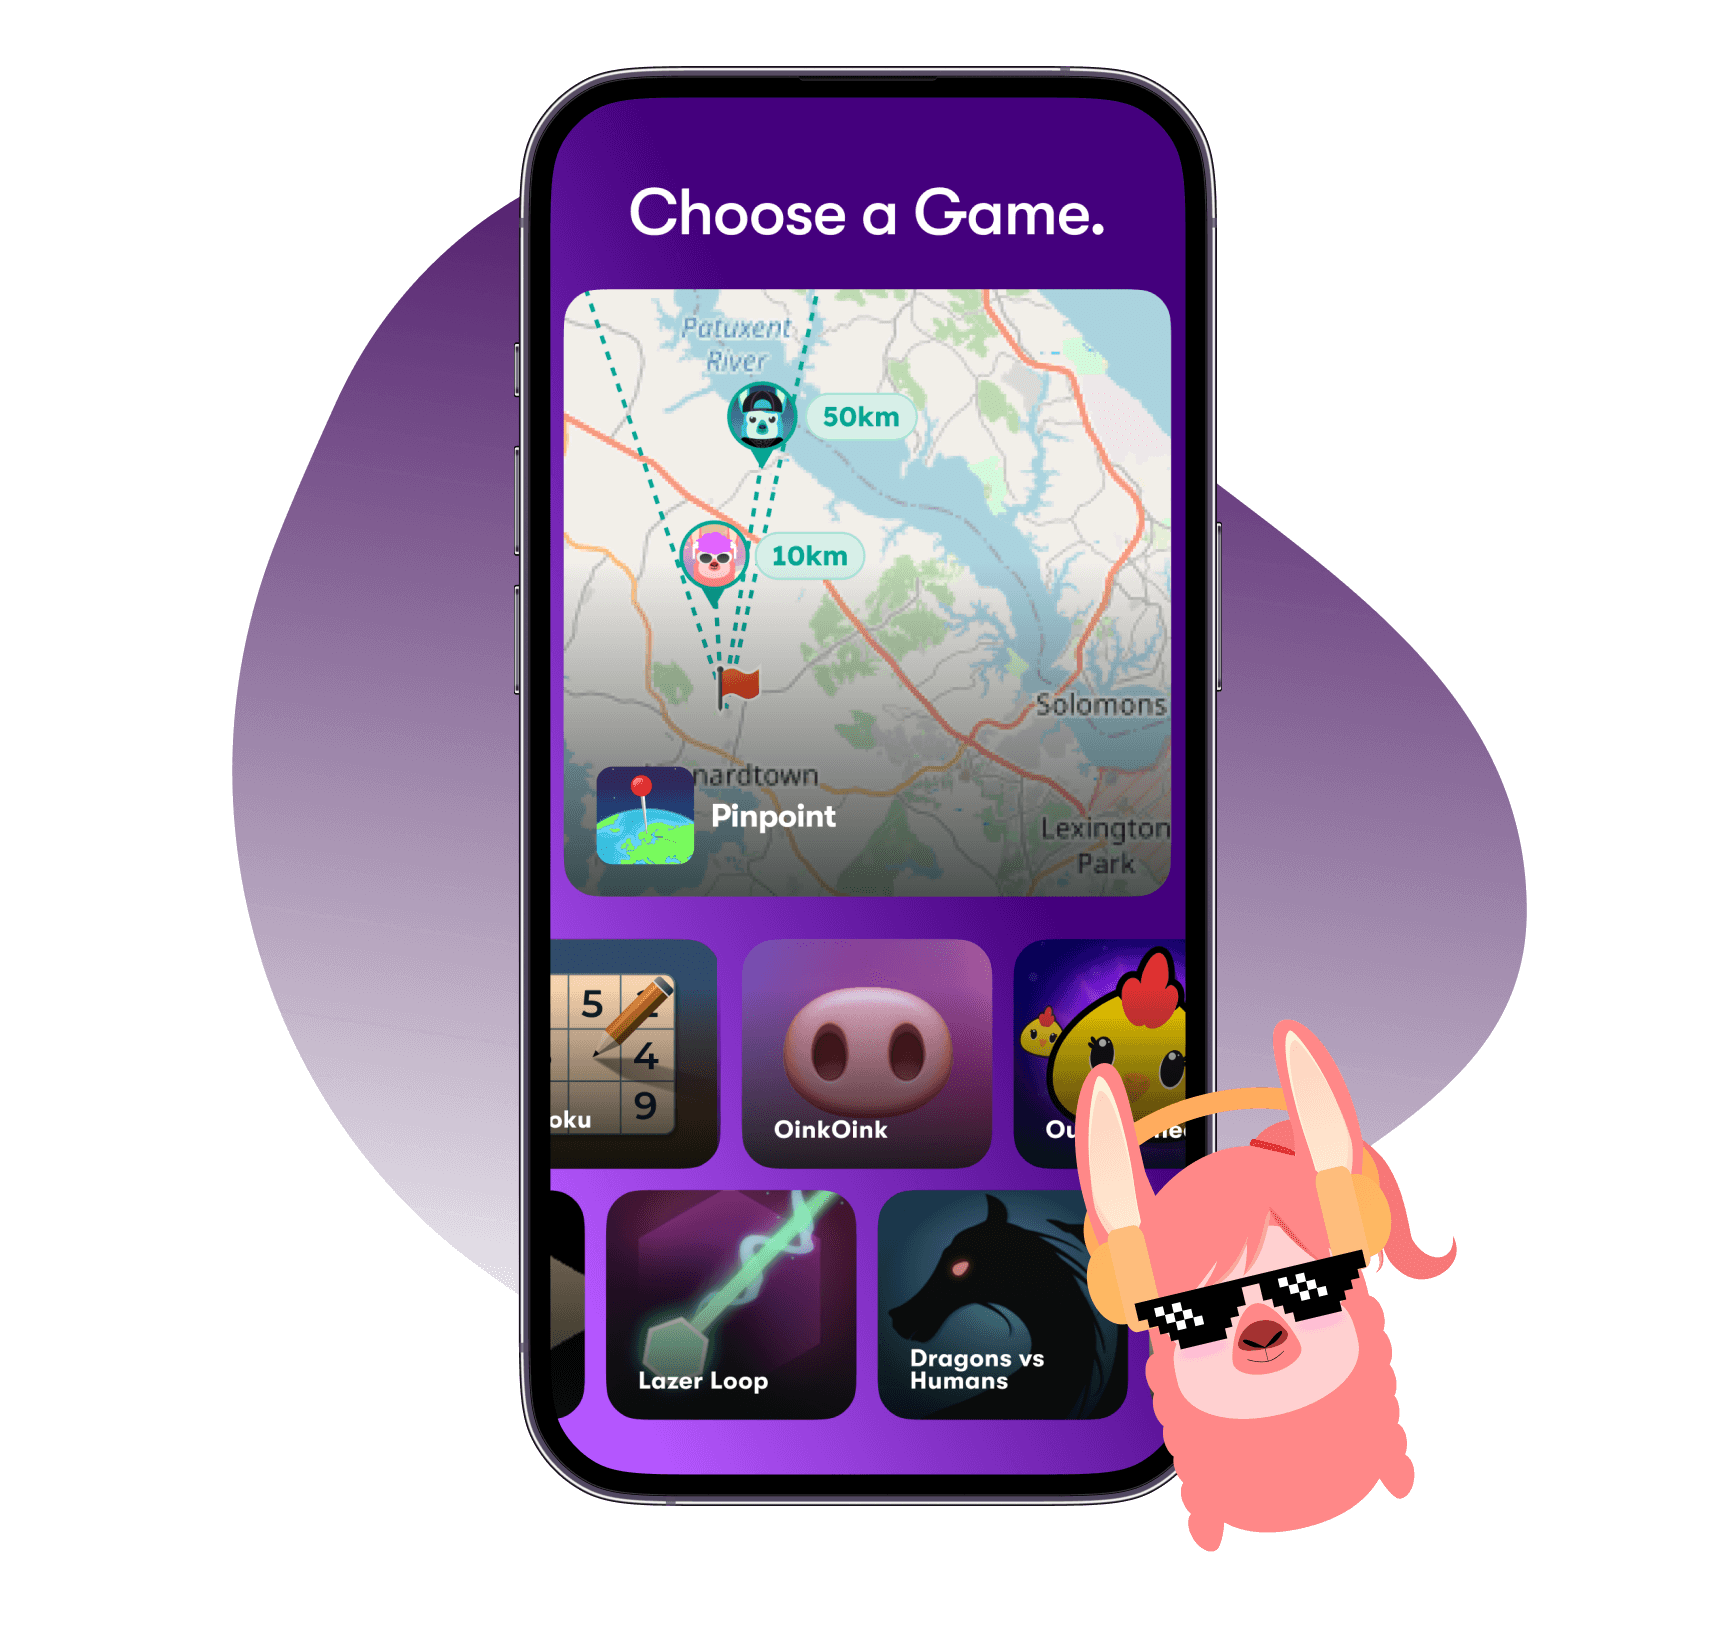 Choose a Game.
Patuxent
River
50km
10km
Solomons
nardtown
Pinpoint
Lexington
Park
5
4
9
oku
OinkOink
Ou
Lazer Loop
Dragons vs
Humans